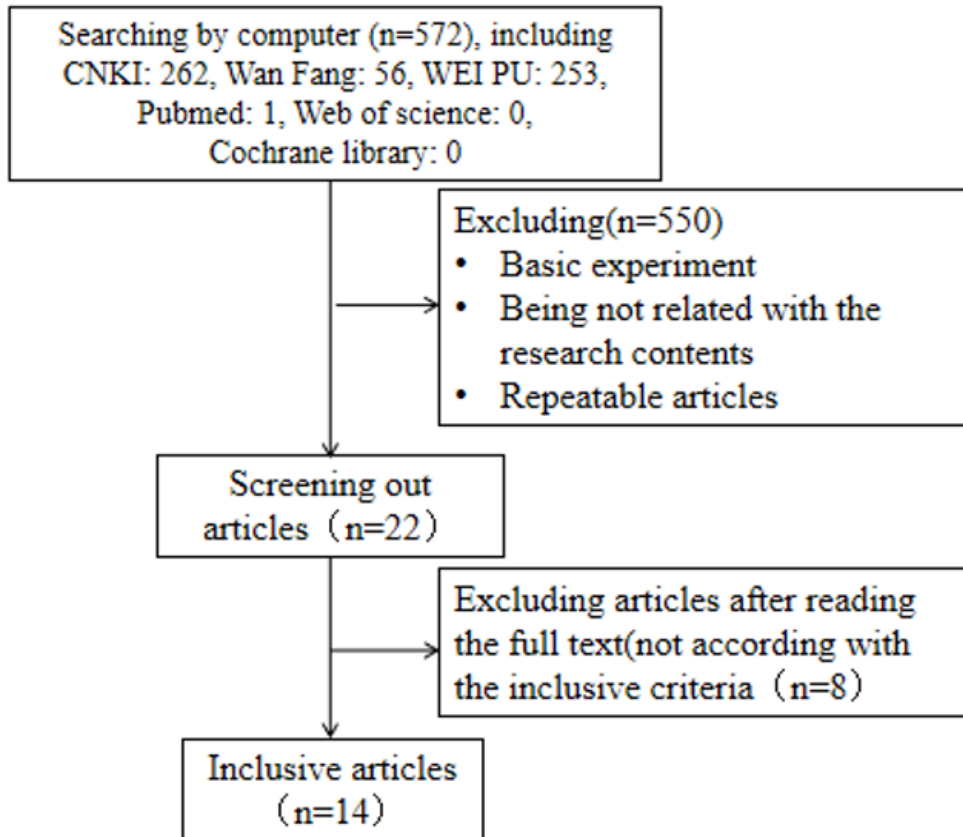 Searching by computer (n=572), including
CNKI: 262, Wan Fang: 56, WEI PU: 253,
Pubmed: 1, Web of science: 0,
Cochrane library: 0
Excluding(n=550)
• Basic experiment
• Being not related with the
research contents
• Repeatable articles
Screening out
articles（n=22）
Excluding articles after reading
the full text(not according with
the inclusive criteria（n=8）
Inclusive articles
（n=14）